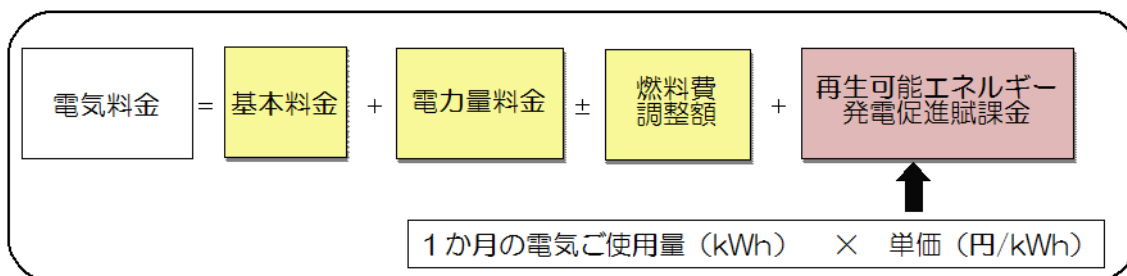 電気料金 = 基本料金 + 電力量料金 ± 燃料費
調整額 + 再生可能エネルギー
発電促進賦課金
1か月の電気ご使用量（kWh） × 単価（円/kWh）